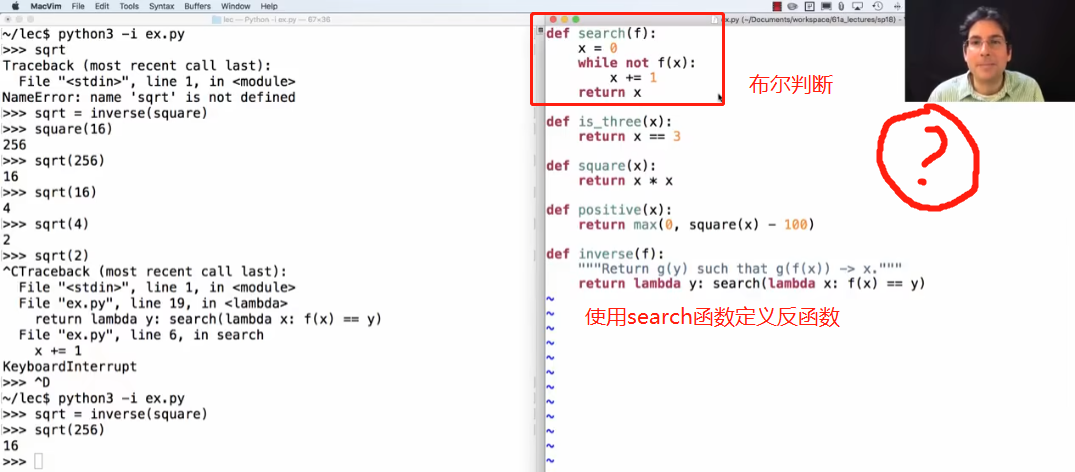 MacVim File Edit Tools Syntax Buffers Window Help
lec — Python -i ex.py — 67×36
~/lec$ python3 -i ex.py
>>> sqrt
Traceback (most recent call last):
  File "<stdin>", line 1, in <module>
NameError: name 'sqrt' is not defined
>>> sqrt = inverse(square)
>>> square(16)
256
>>> sqrt(256)
16
>>> sqrt(16)
4
>>> sqrt(4)
2
>>> sqrt(2)
^CTraceback (most recent call last):
  File "<stdin>", line 1, in <module>
  File "ex.py", line 19, in <lambda>
    return lambda y: search(lambda x: f(x) == y)
  File "ex.py", line 6, in search
    x += 1
KeyboardInterrupt
>>> ^D
~/lec$ python3 -i ex.py
>>> sqrt = inverse(square)
>>> sqrt(256)
16
>>>
ex.py (~/Documents/workspace/61a_lectures/sp18)
def search(f):
    x = 0
    while not f(x):
        x += 1
    return x
布尔判断
?
def is_three(x):
    return x == 3
def square(x):
    return x * x
def positive(x):
    return max(0, square(x) - 100)
def inverse(f):
    """Return g(y) such that g(f(x)) -> x."""
    return lambda y: search(lambda x: f(x) == y)
~
~
使用search函数定义反函数
~
~
~
~
~
~
~
~
~
~